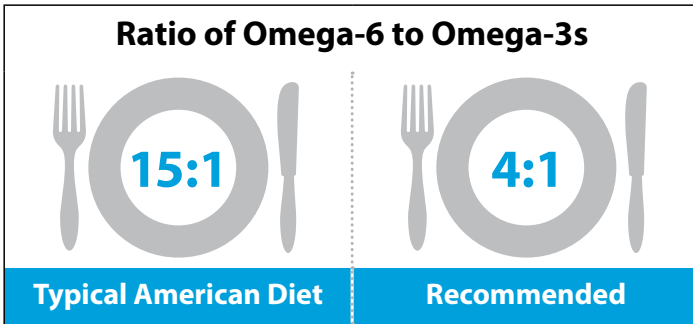 Ratio of Omega-6 to Omega-3s
15:1
4:1
Typical American Diet
Recommended